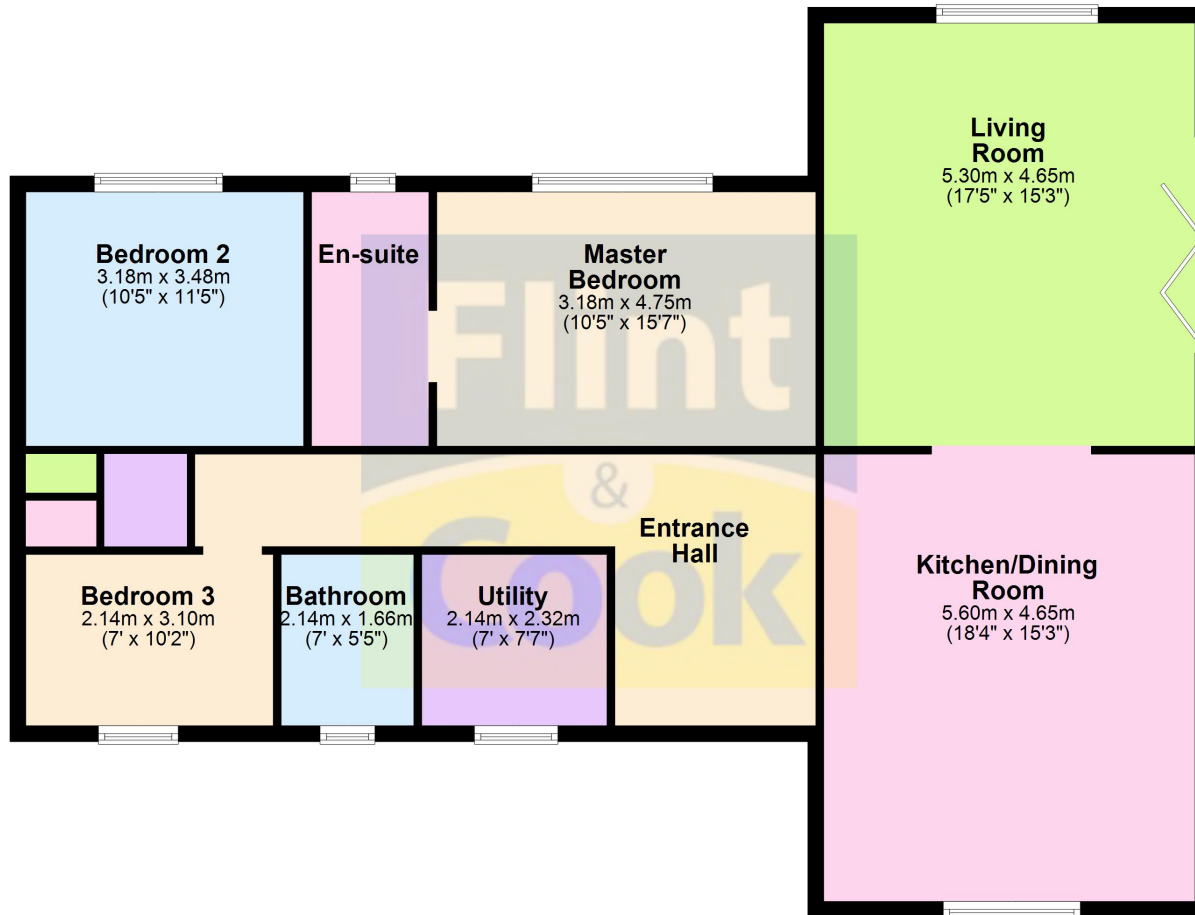 Living
Room
5.30m x 4.65m
(17'5" x 15'3")
Bedroom 2
3.18m x 3.48m
(10'5" x 11'5")
En-suite
Master
Bedroom
3.18m x 4.75m
(10'5" x 15'7")
Flint
&
Cook
Entrance
Hall
Kitchen/Dining
Room
5.60m x 4.65m
(18'4" x 15'3")
Bedroom 3
2.14m x 3.10m
(7' x 10'2")
Bathroom
2.14m x 1.66m
(7' x 5'5")
Utility
2.14m x 2.32m
(7' x 7'7")